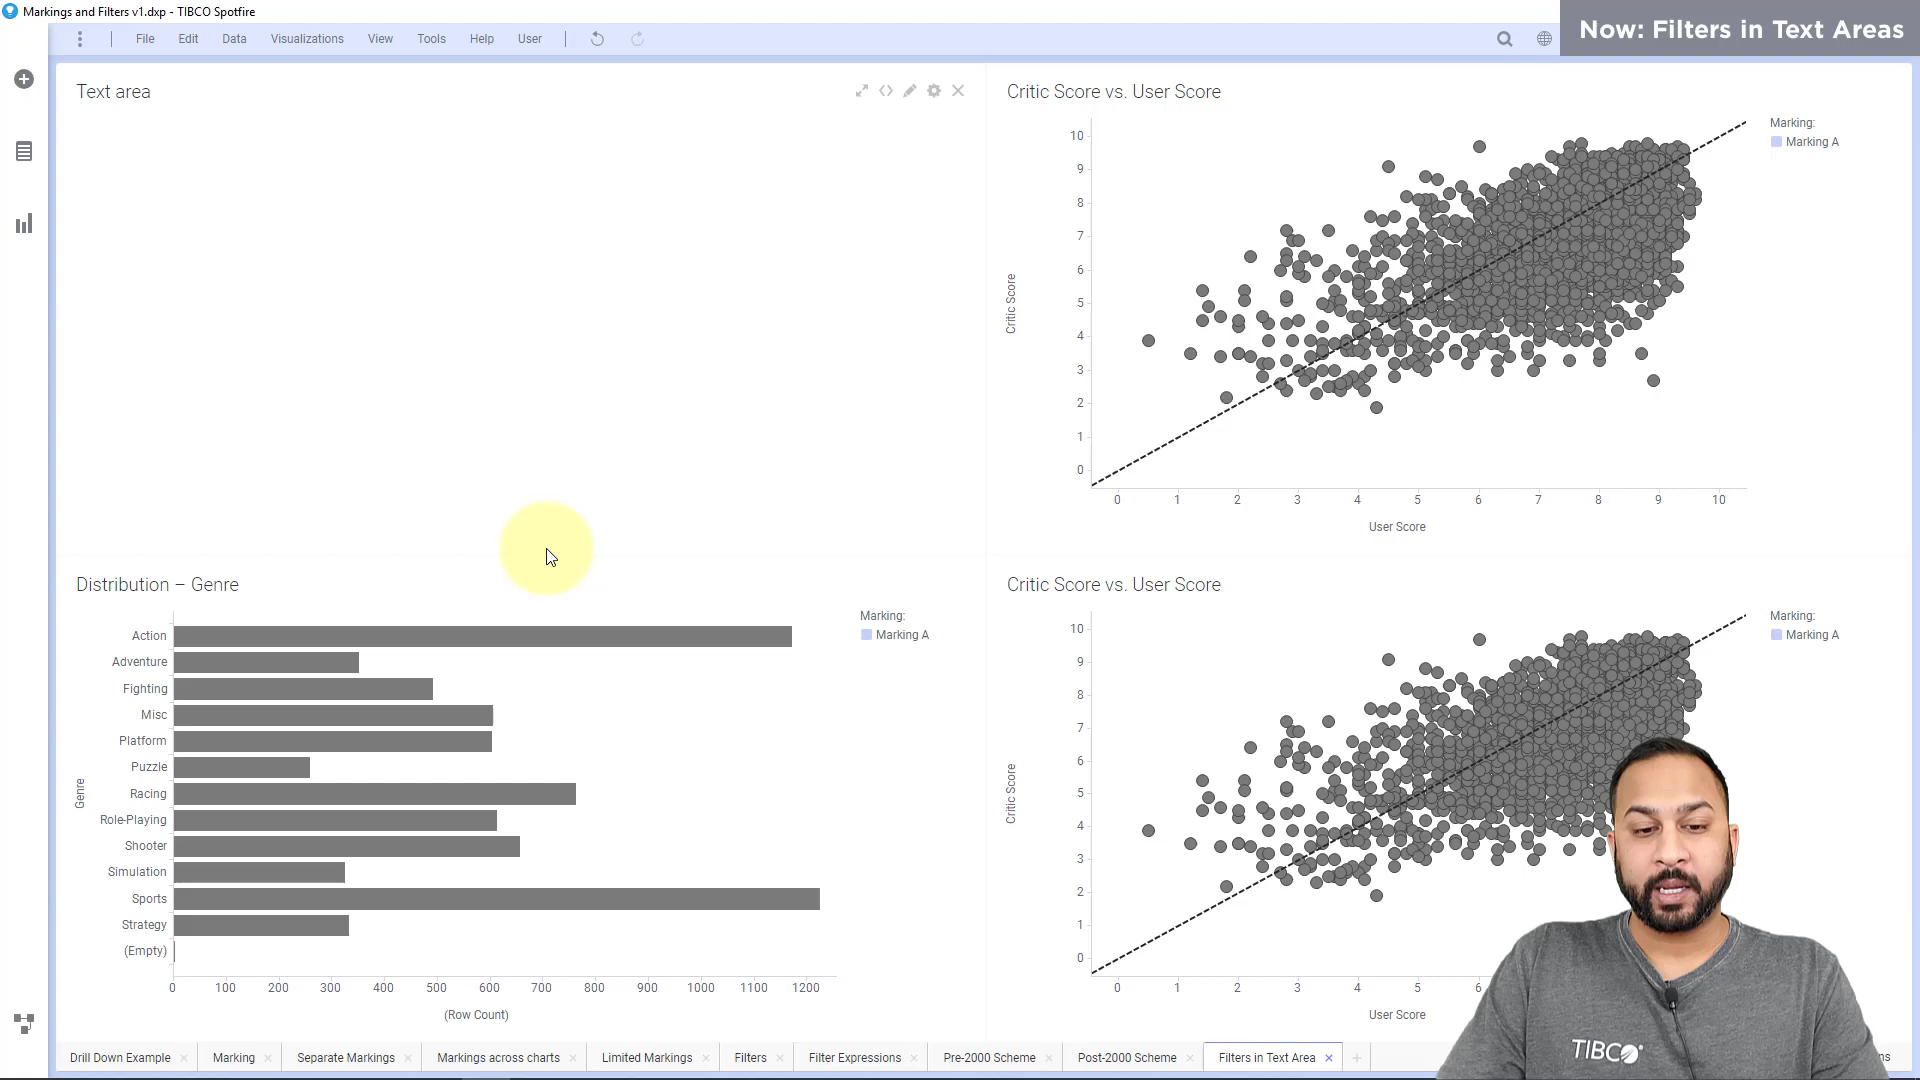 Markings and Filters v1.dxp - TIBCO Spotfire
File Edit Data Visualizations View Tools Help User
Now: Filters in Text Areas
Text area
Critic Score vs. User Score
Marking:
Marking A
10
9
8
7
6
5
4
3
2
1
0
Critic Score
0 1 2 3 4 5 6 7 8 9 10
User Score
Distribution – Genre
Marking:
Marking A
Genre
Action
Adventure
Fighting
Misc
Platform
Puzzle
Racing
Role-Playing
Shooter
Simulation
Sports
Strategy
(Empty)
0 100 200 300 400 500 600 700 800 900 1000 1100 1200
(Row Count)
Critic Score vs. User Score
Marking:
Marking A
10
9
8
7
6
5
4
3
2
1
0
Critic Score
0 1 2 3 4 5 6
User Score
TIBCO
Drill Down Example Marking Separate Markings Markings across charts Limited Markings Filters Filter Expressions Pre-2000 Scheme Post-2000 Scheme Filters in Text Area